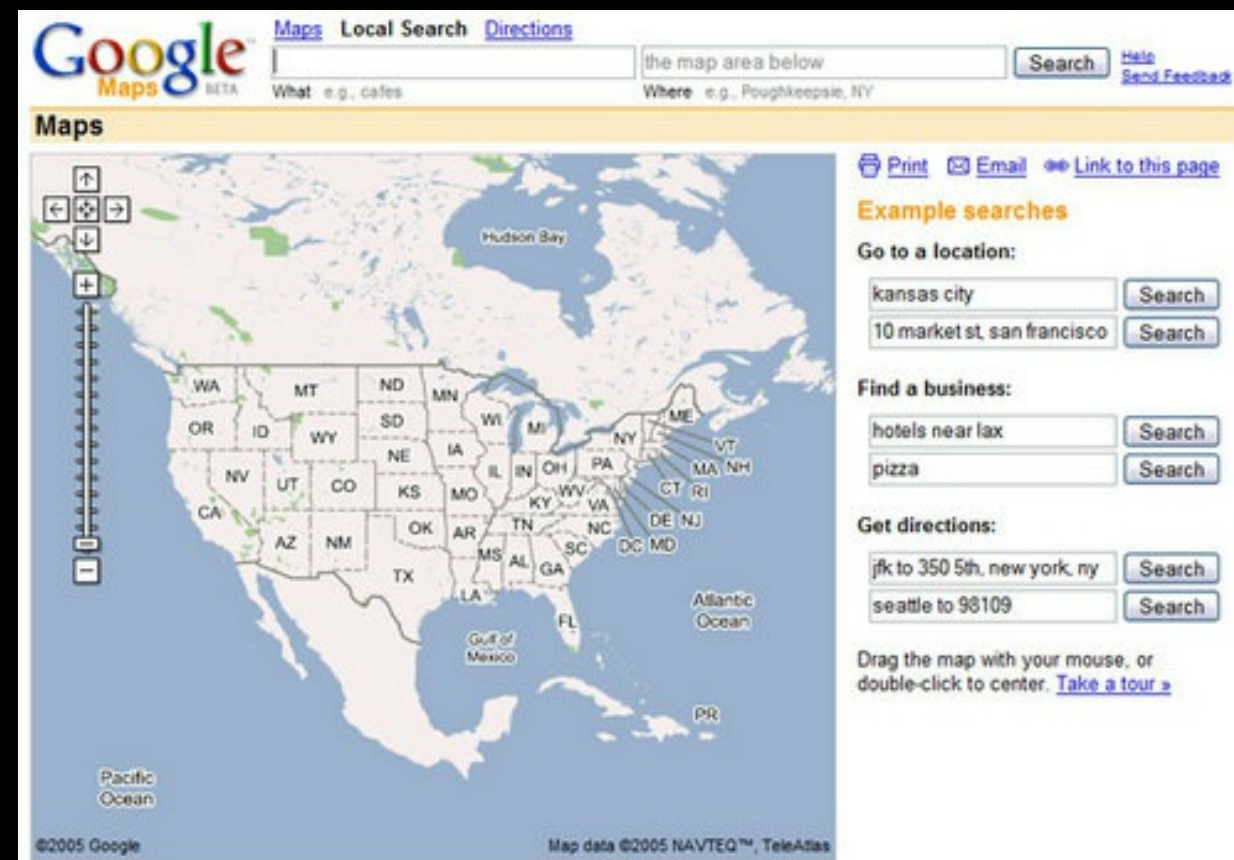 Google
Maps BETA
Maps Local Search Directions
the map area below
Search
Help
Send Feedback
What e.g., cafes
Where e.g., Poughkeepsie, NY
Maps
Print Email Link to this page
Example searches
Go to a location:
kansas city Search
10 market st, san francisco Search
Find a business:
hotels near lax Search
pizza Search
Get directions:
jfk to 350 5th, new york, ny Search
seattle to 98109 Search
Drag the map with your mouse, or
double-click to center. Take a tour »
Hudson Bay
WA MT ND MN ME
OR ID WY SD WI MI NY VT
NV UT CO NE IA IL IN OH PA MA NH
CA KS MO KY WV VA CT RI
AZ NM OK AR TN NC DE NJ
TX MS AL GA SC DC MD
LA FL
Gulf of
Mexico
Atlantic
Ocean
PR
Pacific
Ocean
©2005 Google
Map data ©2005 NAVTEQ™, TeleAtlas